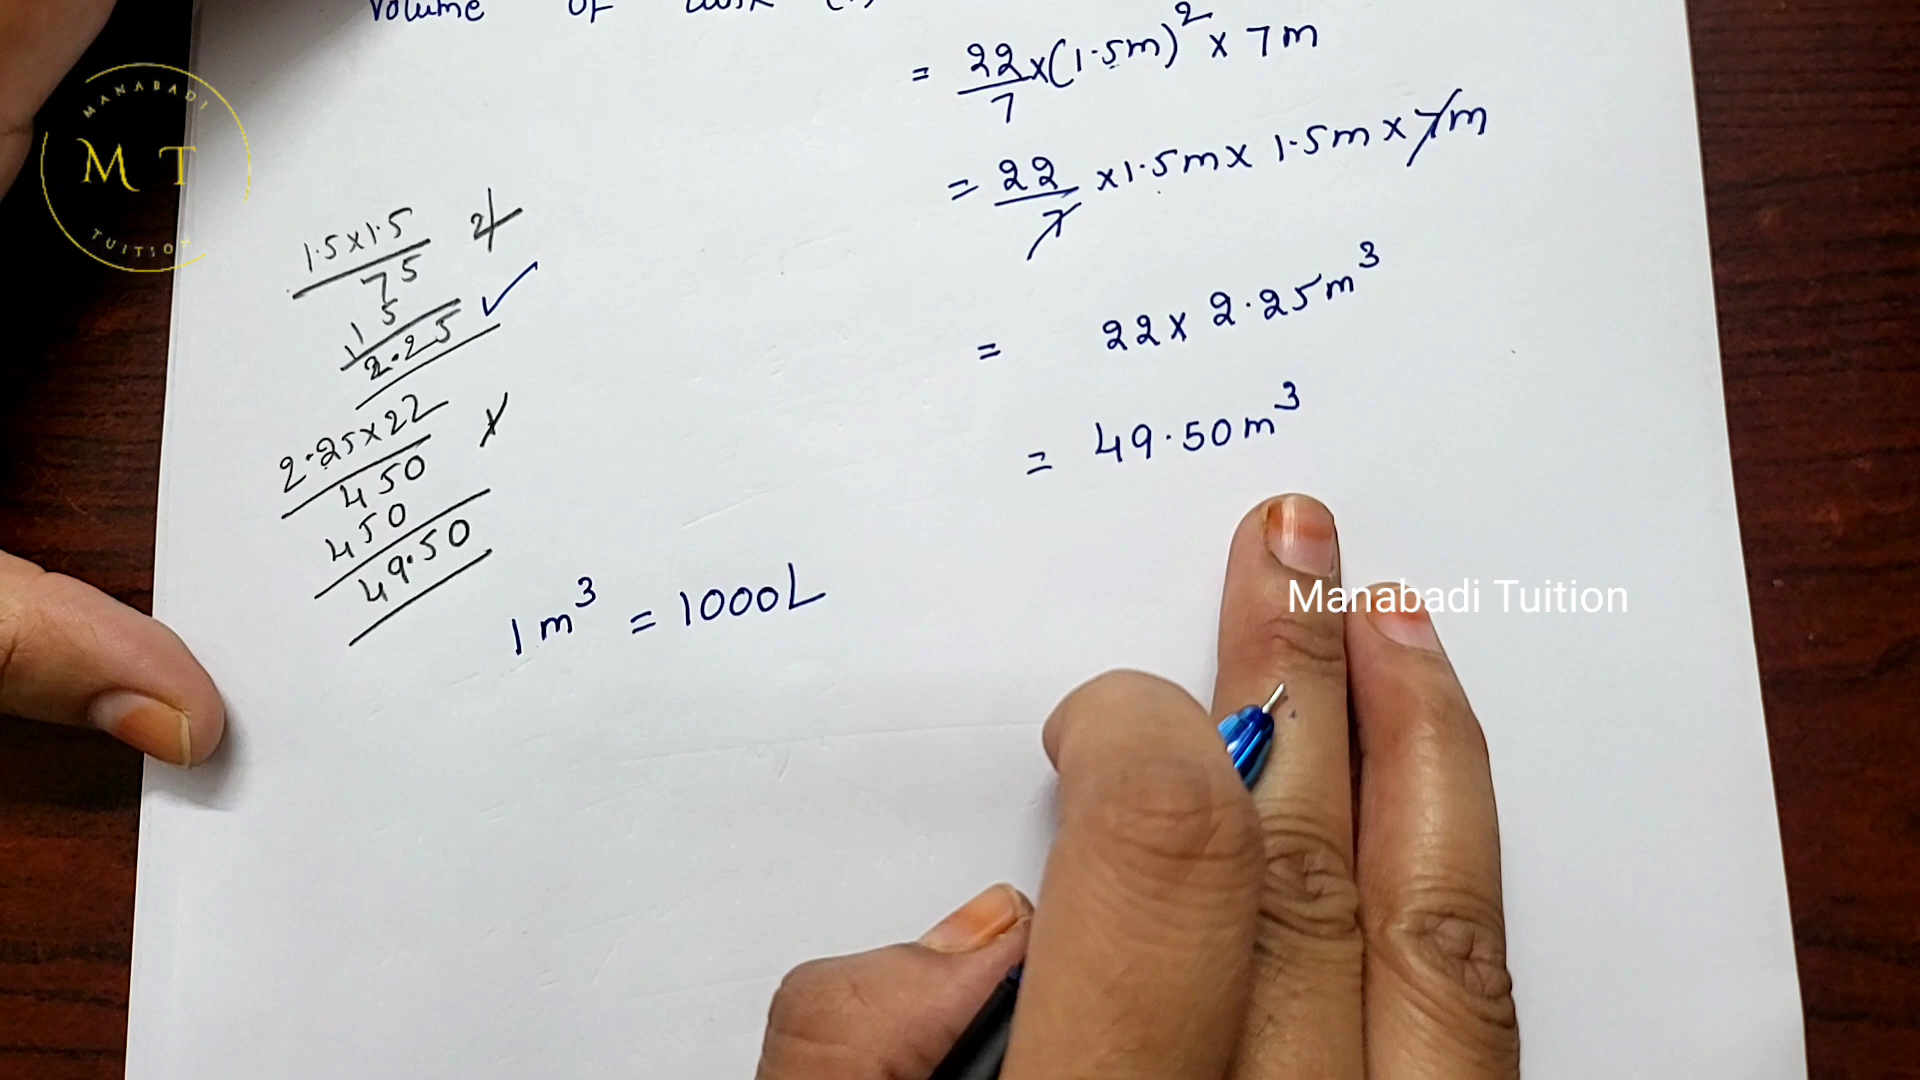 Volume of
= 22/7 x (1.5m)² x 7m
= 22/7 x 1.5m x 1.5m x 7m
= 22 x 2.25m³
= 49.50m³
1.5x1.5
75
15
2.25 ✓
2.25x22
450
450
49.50
1m³ = 1000L
MANABADI
MT
TUITION
Manabadi Tuition